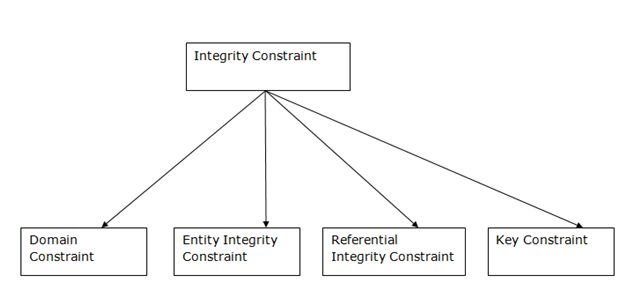 Integrity Constraint
Domain
Constraint
Entity Integrity
Constraint
Referential
Integrity Constraint
Key Constraint